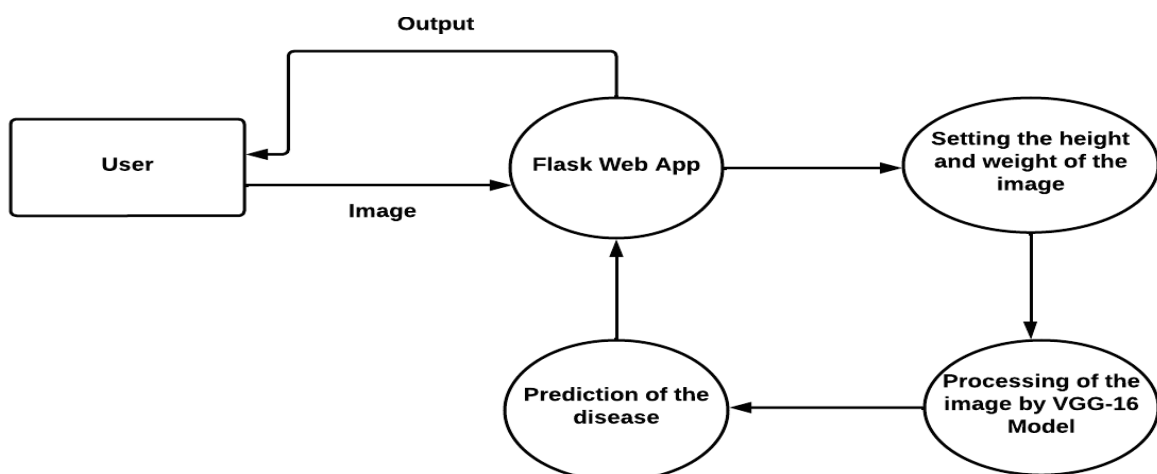 Output
User
Flask Web App
Setting the height
and weight of the
image
Image
Prediction of the
disease
Processing of the
image by VGG-16
Model